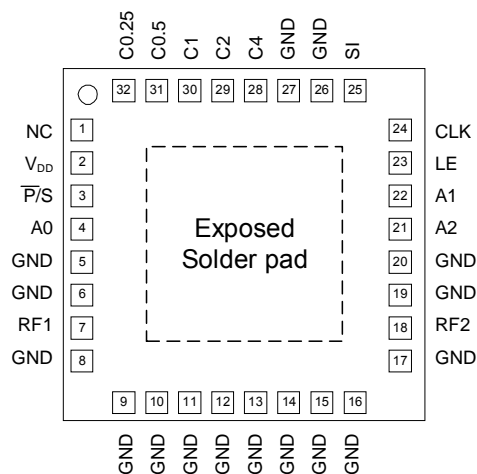 C0.25 C0.5 C1 C2 C4 GND GND SI
32 31 30 29 28 27 26 25
NC 1 24 CLK
VDD 2 23 LE
P̅/S 3 22 A1
A0 4 21 A2
GND 5 20 GND
GND 6 19 GND
RF1 7 18 RF2
GND 8 17 GND
Exposed
Solder pad
9 10 11 12 13 14 15 16
GND GND GND GND GND GND GND GND